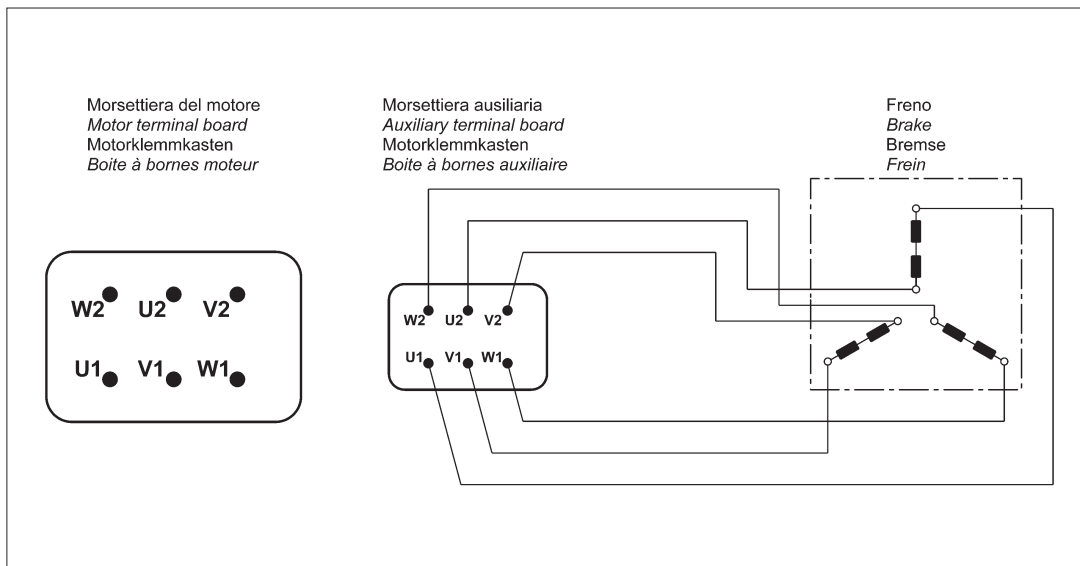 Morsettiera del motore
Motor terminal board
Motorklemmkasten
Boite à bornes moteur
Morsettiera ausiliaria
Auxiliary terminal board
Motorklemmkasten
Boite à bornes auxiliaire
Freno
Brake
Bremse
Frein
W2 U2 V2
U1 V1 W1
W2 U2 V2
U1 V1 W1